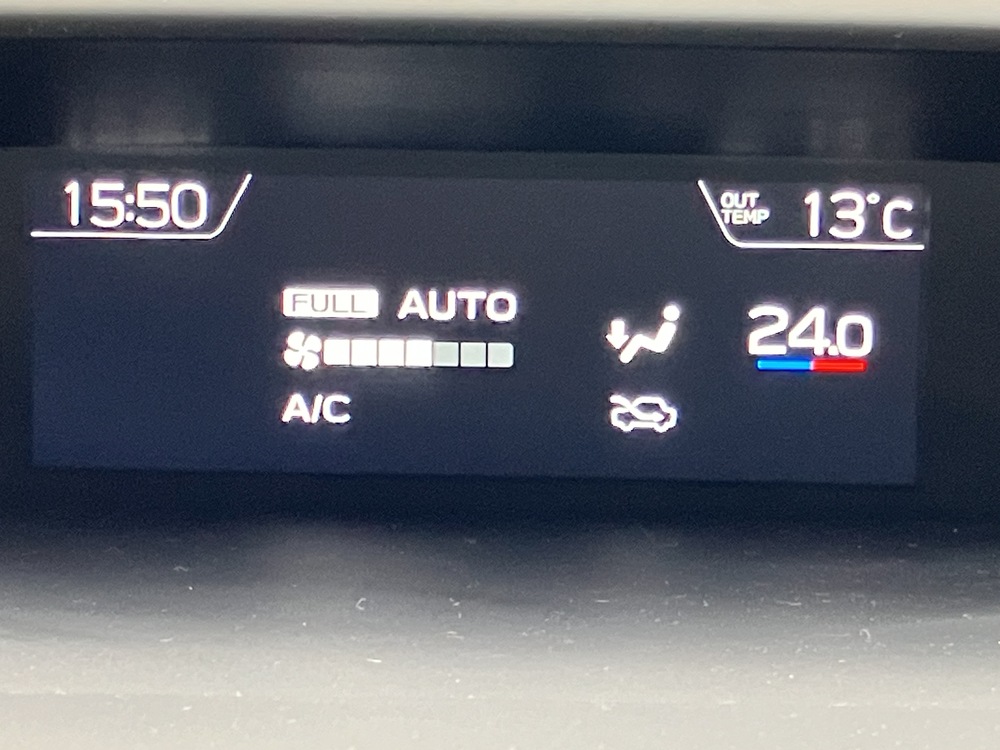 15:50
OUT TEMP 13°C
FULL AUTO
24.0
A/C